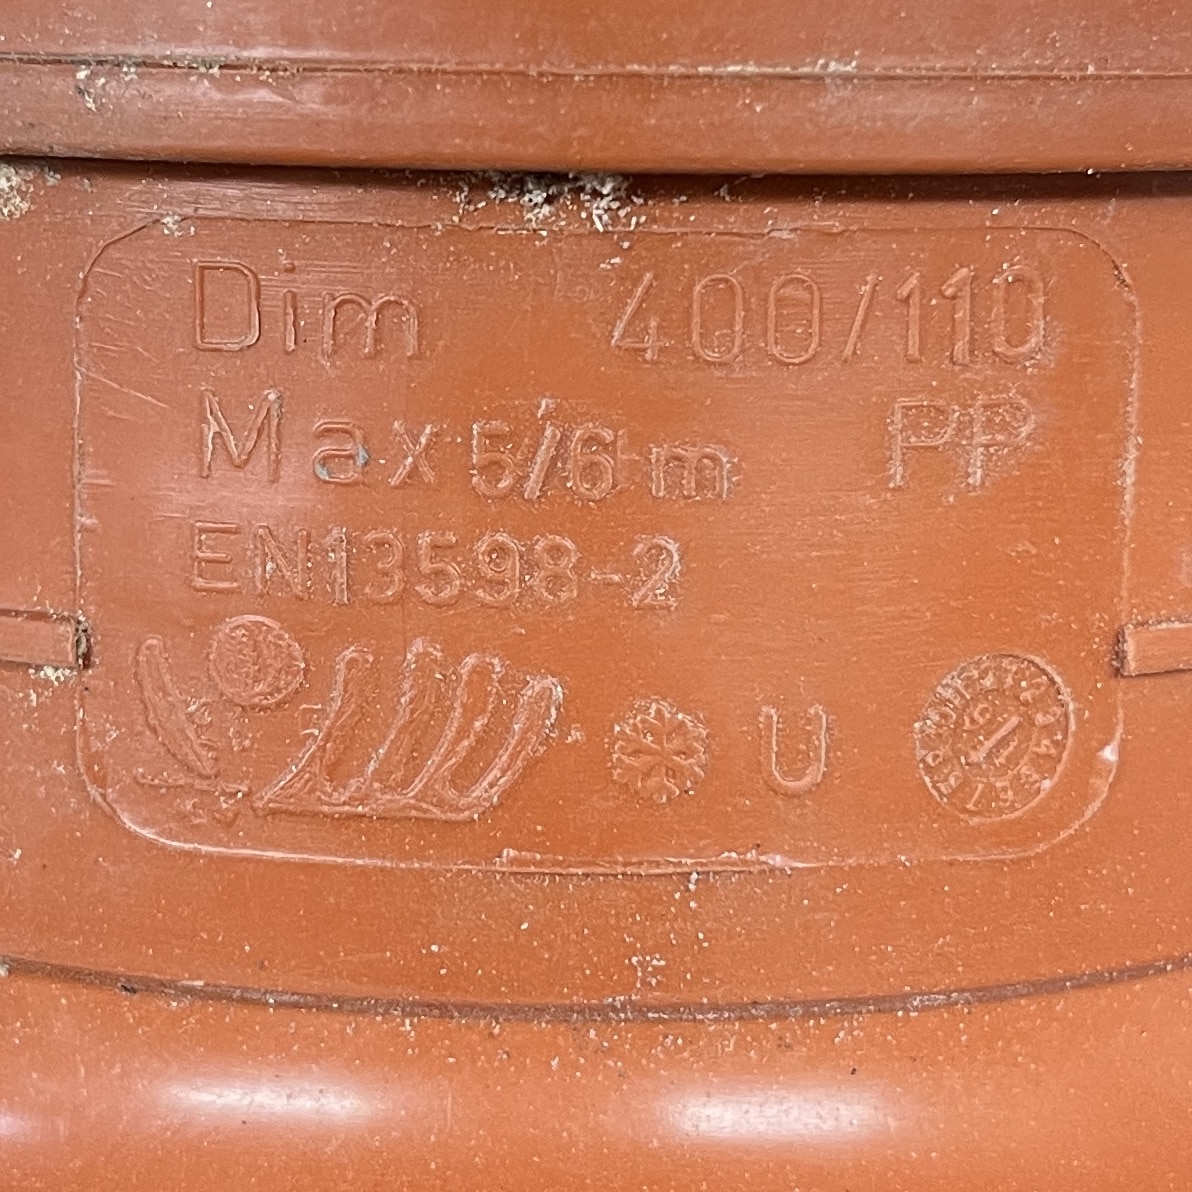 Dim 400/110
Max 5/6 m PP
EN13598-2
U